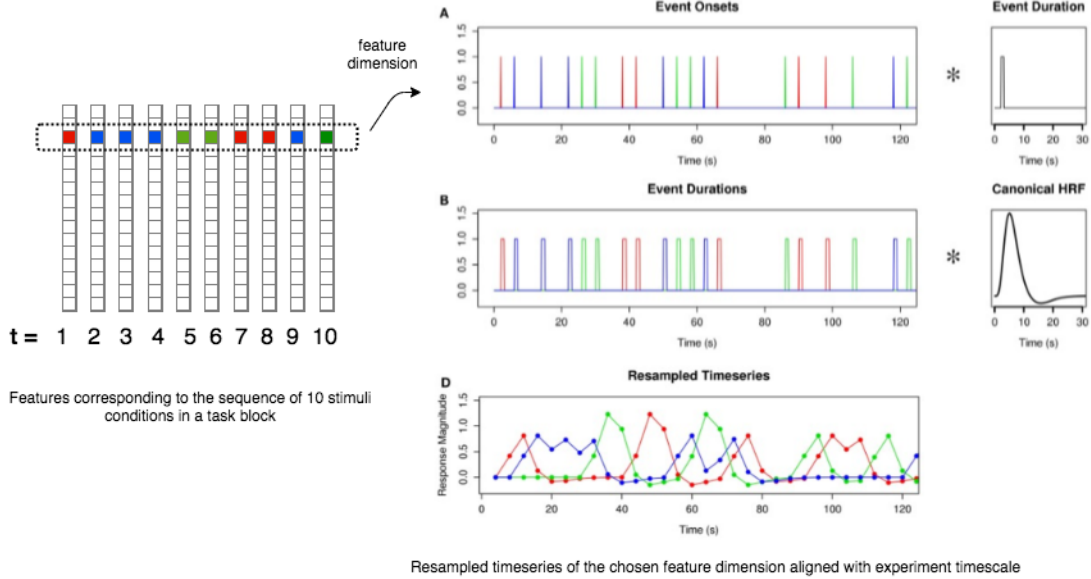 feature
dimension
t = 1 2 3 4 5 6 7 8 9 10
Features corresponding to the sequence of 10 stimuli
conditions in a task block
A
Event Onsets
1.5
1.0
0.5
0.0
0 20 40 60 80 100 120
Time (s)
*
Event Duration
0 10 20 30
Time (s)
B
Event Durations
1.5
1.0
0.5
0.0
0 20 40 60 80 100 120
Time (s)
*
Canonical HRF
0 10 20 30
Time (s)
D
Resampled Timeseries
Response Magnitude
1.5
1.0
0.5
0.0
0 20 40 60 80 100 120
Time (s)
Resampled timeseries of the chosen feature dimension aligned with experiment timescale